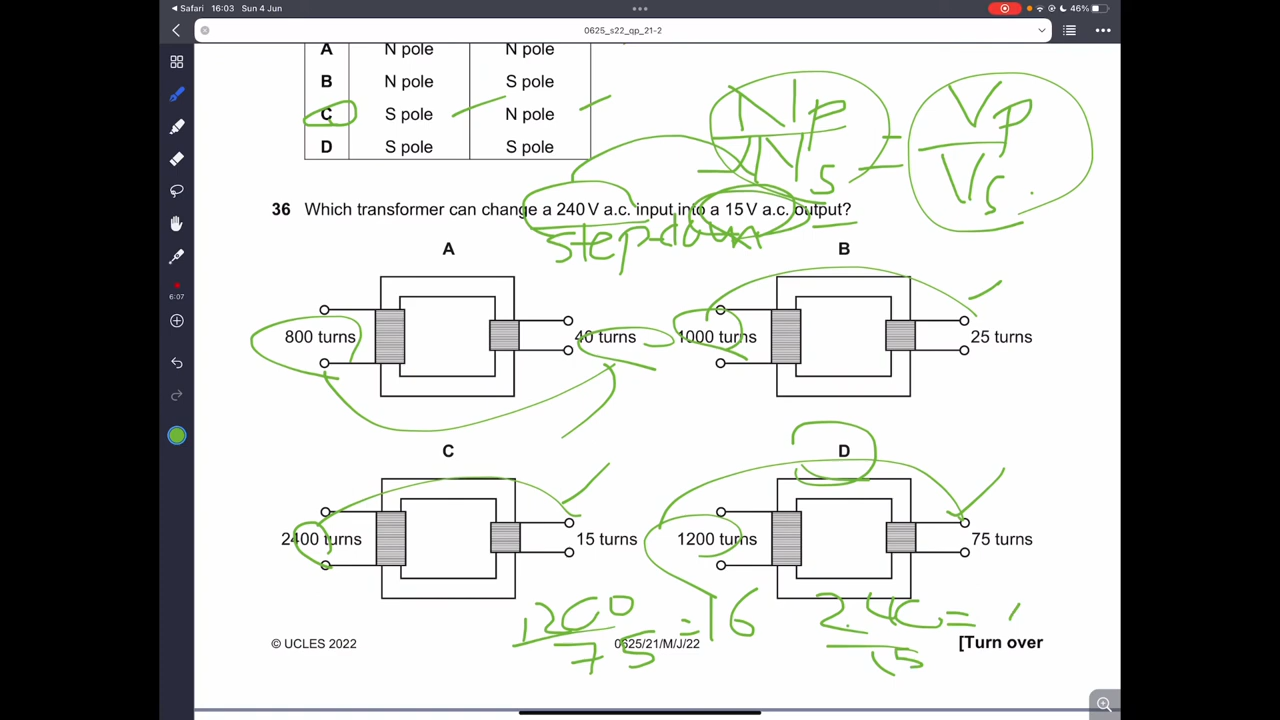 Safari 16:03 Sun 4 Jun
46%
0625_s22_qp_21-2
A N pole N pole
B N pole S pole
C S pole N pole
D S pole S pole
Np = Vp
Ns Vs
36 Which transformer can change a 240 V a.c. input into a 15 V a.c. output?
step-down
A B
800 turns 40 turns 1000 turns 25 turns
6:07
C D
2400 turns 15 turns 1200 turns 75 turns
1200 = 16 240 =
75 15
© UCLES 2022 0625/21/M/J/22 [Turn over